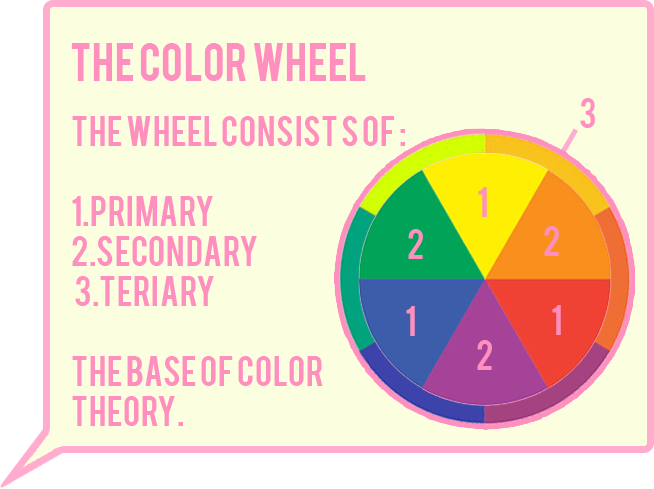 THE COLOR WHEEL
THE WHEEL CONSIST S OF :
1.PRIMARY
2.SECONDARY
3.TERIARY
THE BASE OF COLOR
THEORY.
3
1
2
2
1
1
2